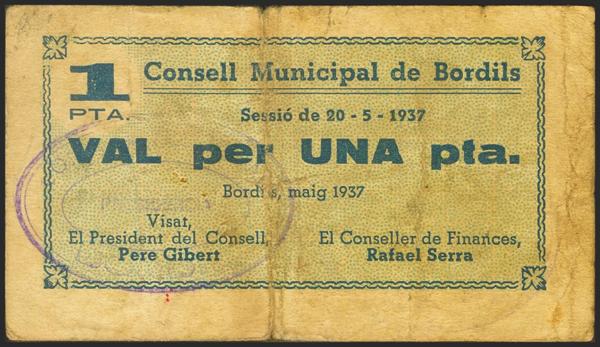 1
PTA.
Consell Municipal de Bordils
Sessió de 20 - 5 - 1937
VAL per UNA pta.
Bordils, maig 1937
Visat,
El President del Consell,
Pere Gibert
El Conseller de Finances,
Rafael Serra